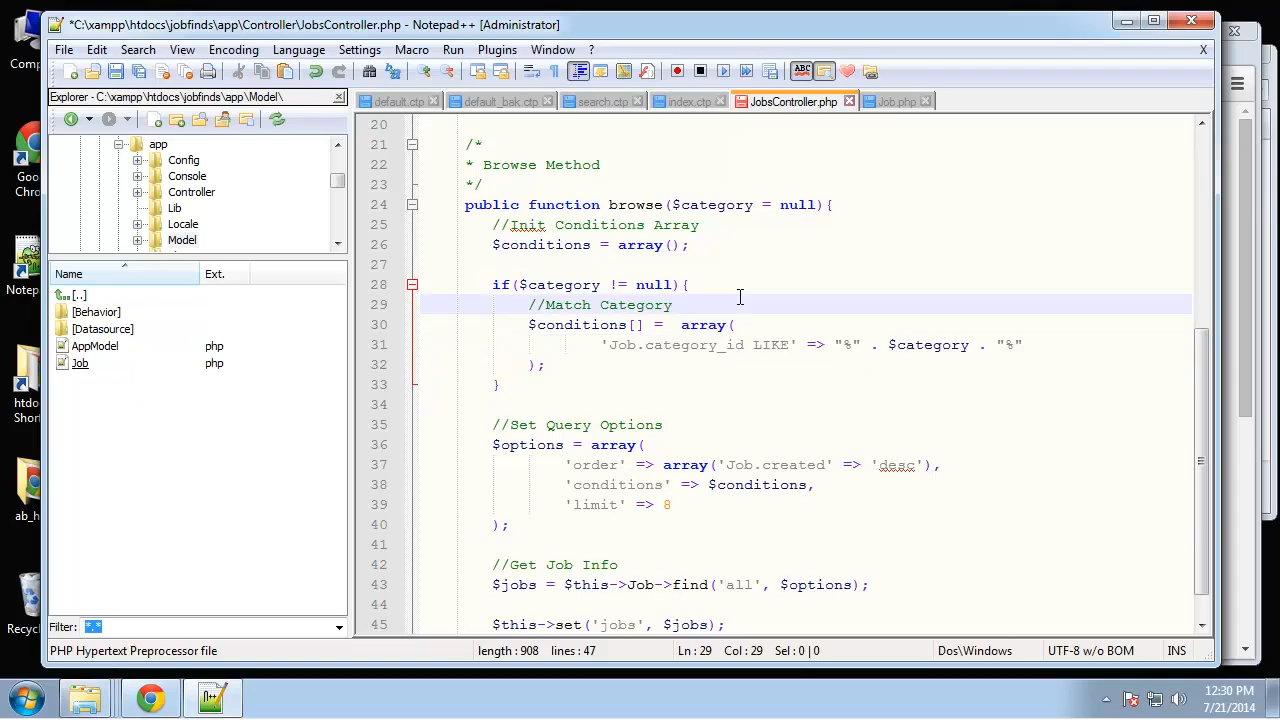 *C:\xampp\htdocs\jobfinds\app\Controller\JobsController.php - Notepad++ [Administrator]
File Edit Search View Encoding Language Settings Macro Run Plugins Window ? X
Explorer - C:\xampp\htdocs\jobfinds\app\Model\
default.ctp default_bak.ctp search.ctp index.ctp JobsController.php Job.php
app
Config
Console
Controller
Lib
Locale
Model
Name Ext.
[..]
[Behavior]
[Datasource]
AppModel php
Job php
Filter: *.*
20
21 /*
22 * Browse Method
23 */
24 public function browse($category = null){
25 //Init Conditions Array
26 $conditions = array();
27
28 if($category != null){
29 //Match Category
30 $conditions[] =  array(
31 'Job.category_id LIKE' => "%" . $category . "%"
32 );
33 }
34
35 //Set Query Options
36 $options = array(
37 'order' => array('Job.created' => 'desc'),
38 'conditions' => $conditions,
39 'limit' => 8
40 );
41
42 //Get Job Info
43 $jobs = $this->Job->find('all', $options);
44
45 $this->set('jobs', $jobs);
PHP Hypertext Preprocessor file length : 908 lines : 47 Ln : 29 Col : 29 Sel : 0 | 0 Dos\Windows UTF-8 w/o BOM INS
Comp
Goo
Chro
Notep
htdo
Short
ab_h
Recyc
12:30 PM
7/21/2014